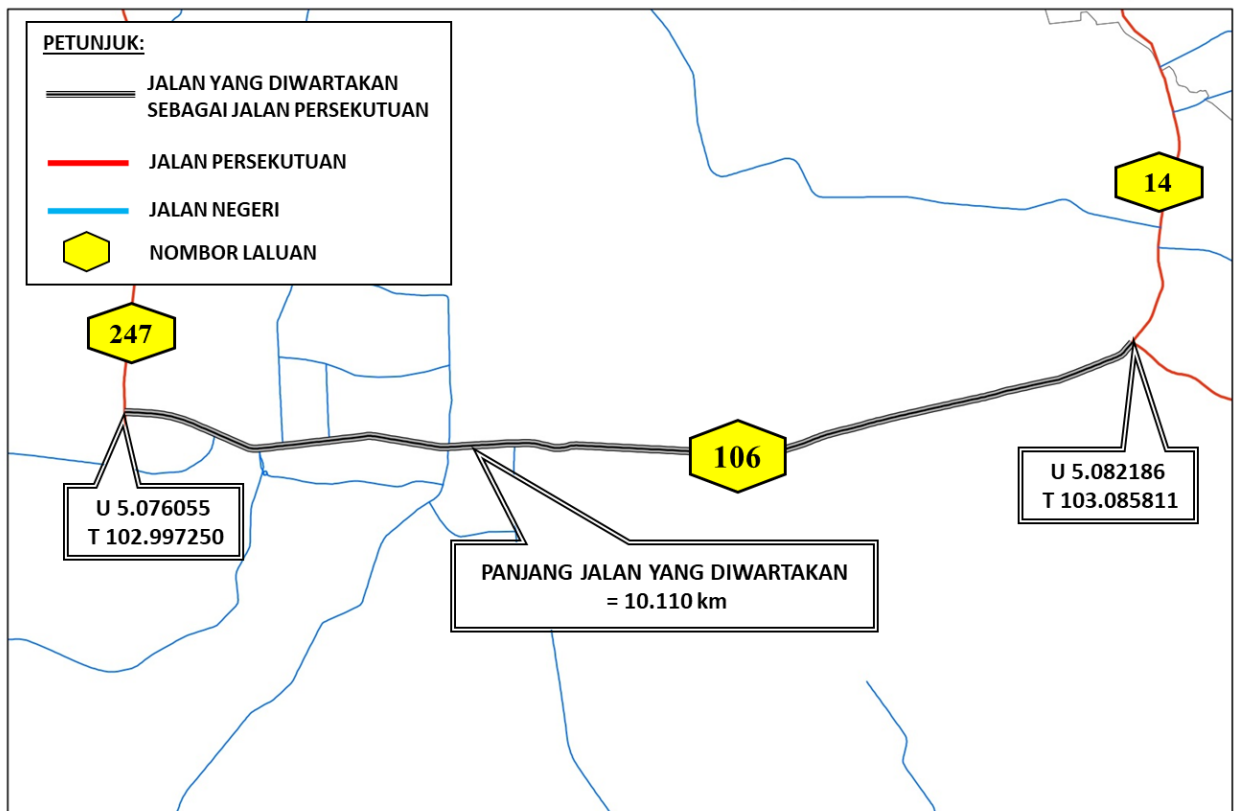 PETUNJUK:
JALAN YANG DIWARTAKAN
SEBAGAI JALAN PERSEKUTUAN
JALAN PERSEKUTUAN
JALAN NEGERI
NOMBOR LALUAN
14
247
106
U 5.076055
T 102.997250
U 5.082186
T 103.085811
PANJANG JALAN YANG DIWARTAKAN
= 10.110 km